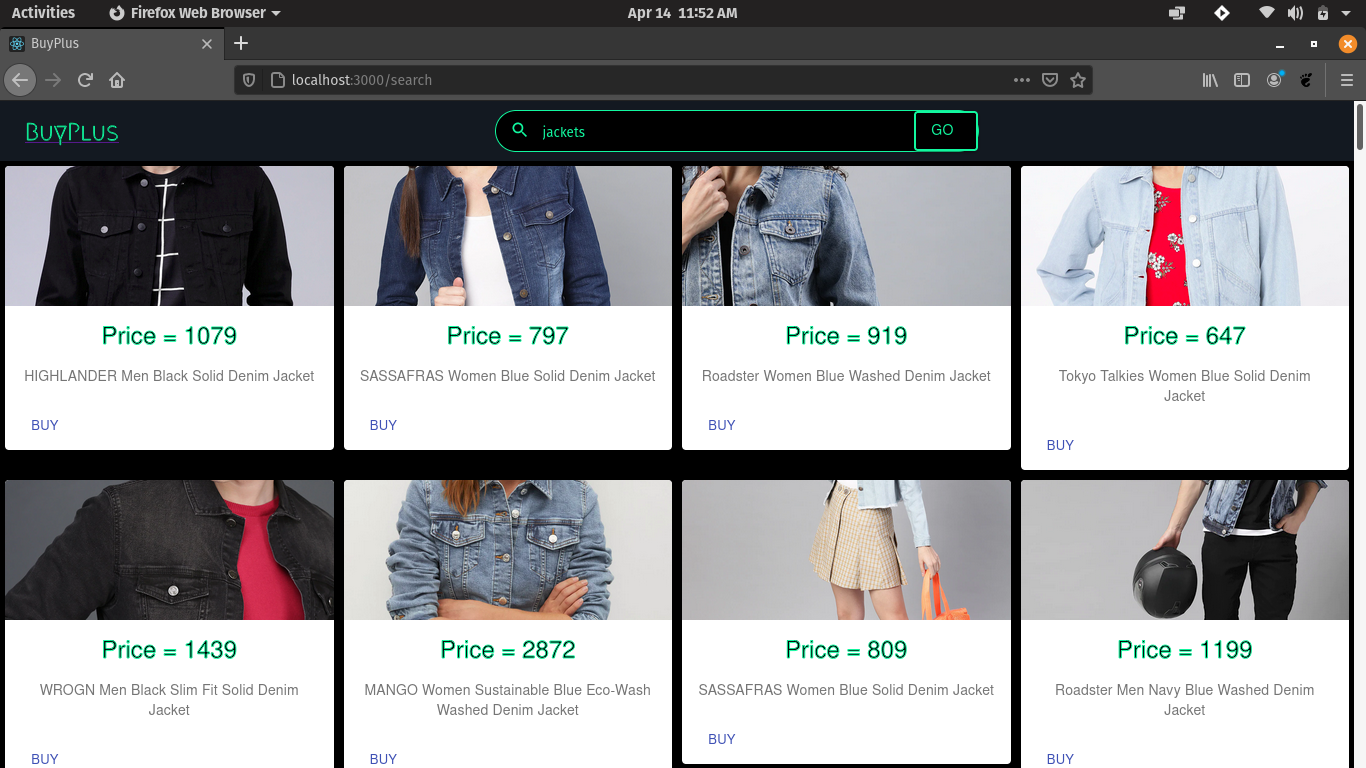 Activities Firefox Web Browser Apr 14 11:52 AM
BuyPlus
localhost:3000/search
BuyPlus jackets GO
Price = 1079 Price = 797 Price = 919 Price = 647
HIGHLANDER Men Black Solid Denim Jacket SASSAFRAS Women Blue Solid Denim Jacket Roadster Women Blue Washed Denim Jacket Tokyo Talkies Women Blue Solid Denim
Jacket
BUY BUY BUY
BUY
Price = 1439 Price = 2872 Price = 809 Price = 1199
WROGN Men Black Slim Fit Solid Denim MANGO Women Sustainable Blue Eco-Wash SASSAFRAS Women Blue Solid Denim Jacket Roadster Men Navy Blue Washed Denim
Jacket Washed Denim Jacket Jacket
BUY
BUY BUY BUY